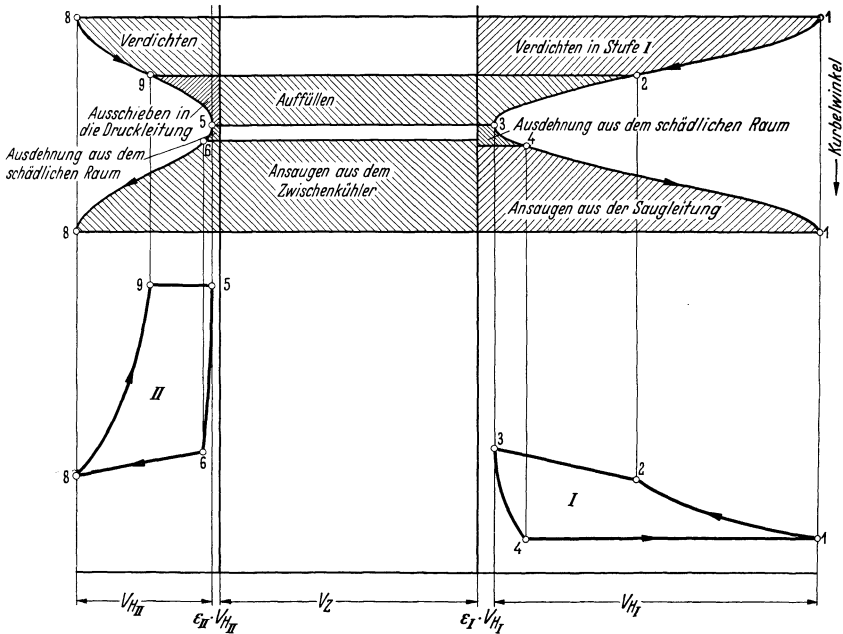 8
1
Verdichten
Verdichten in Stufe I
9
2
Auffüllen
Ausschieben in
die Druckleitung
5
3
Ausdehnung aus dem schädlichen Raum
Ausdehnung aus dem
schädlichen Raum
6
4
Kurbelwinkel
Ansaugen aus dem
Zwischenkühler
Ansaugen aus der Saugleitung
8
1
9
5
II
3
6
2
8
I
4
1
V_{H_{II}}
ε_{II}·V_{H_{II}}
V_Z
ε_I·V_{H_I}
V_{H_I}